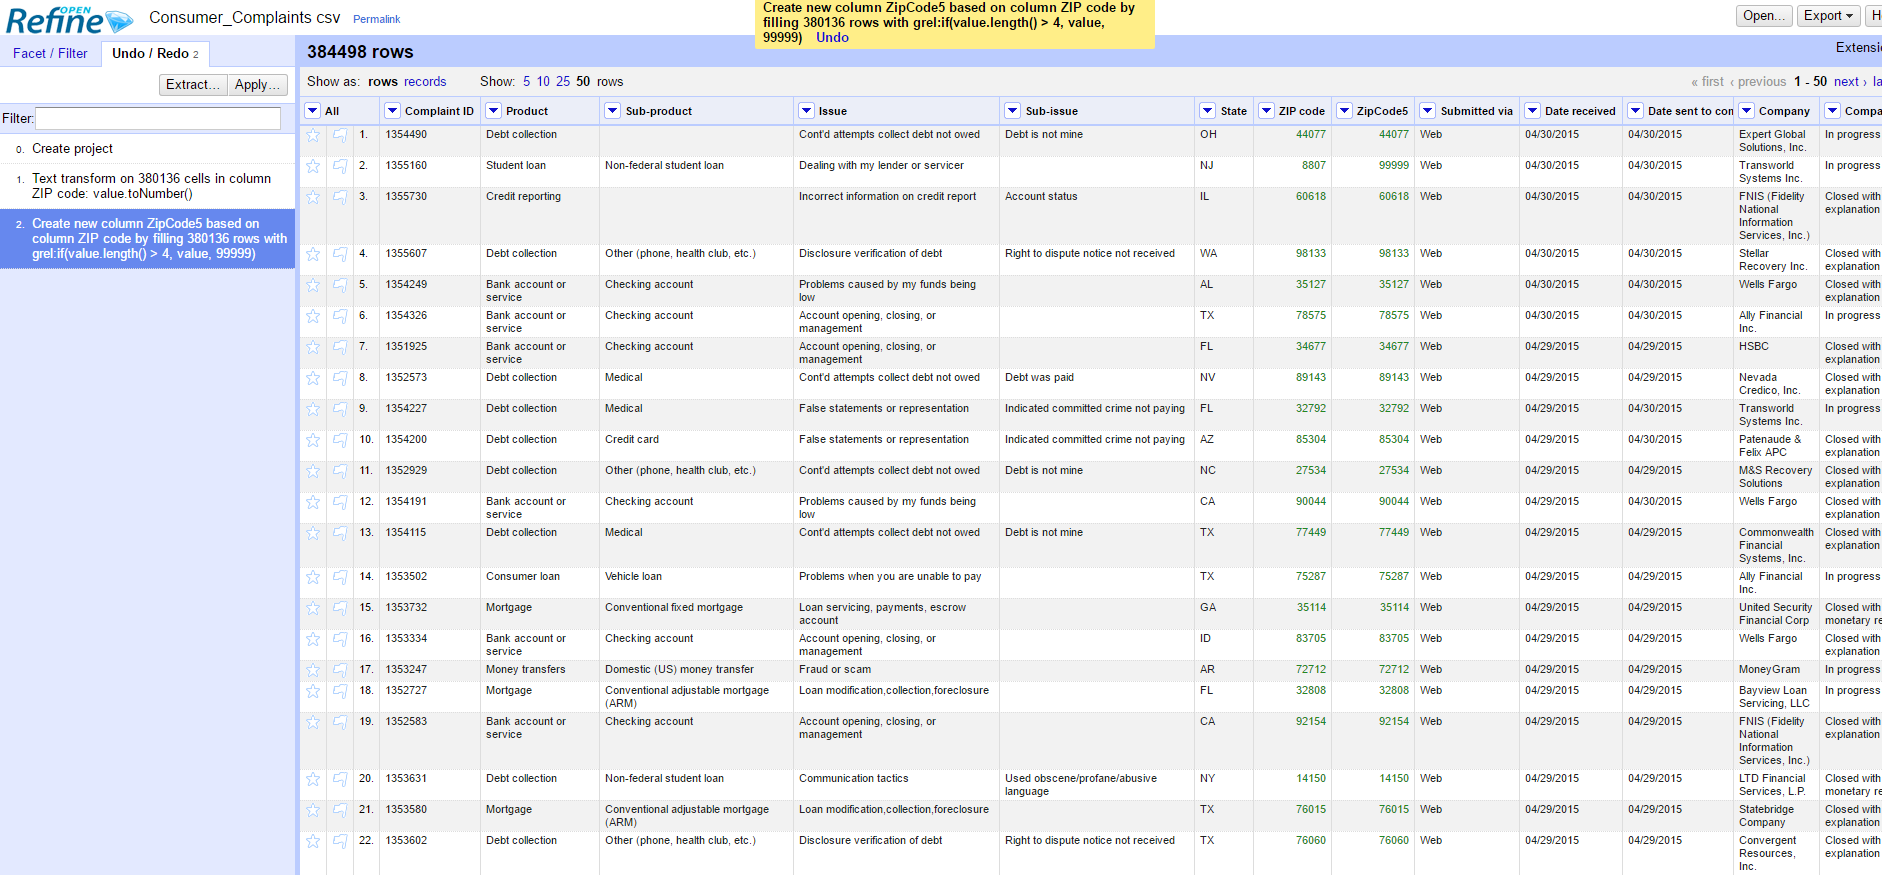 OPEN
Refine
Consumer_Complaints csv Permalink
Create new column ZipCode5 based on column ZIP code by
filling 380136 rows with grel:if(value.length() > 4, value,
99999) Undo
Open... Export He
Facet / Filter Undo / Redo 2
Extract... Apply...
Filter:
0. Create project
1. Text transform on 380136 cells in column
ZIP code: value.toNumber()
2. Create new column ZipCode5 based on
column ZIP code by filling 380136 rows with
grel:if(value.length() > 4, value, 99999)
384498 rows Extensi
Show as: rows records Show: 5 10 25 50 rows « first ‹ previous 1 - 50 next › la
All Complaint ID Product Sub-product Issue Sub-issue State ZIP code ZipCode5 Submitted via Date received Date sent to con Company Compa
1. 1354490 Debt collection Cont'd attempts collect debt not owed Debt is not mine OH 44077 44077 Web 04/30/2015 04/30/2015 Expert Global In progress
Solutions, Inc.
2. 1355160 Student loan Non-federal student loan Dealing with my lender or servicer NJ 8807 99999 Web 04/30/2015 04/30/2015 Transworld In progress
Systems Inc.
3. 1355730 Credit reporting Incorrect information on credit report Account status IL 60618 60618 Web 04/30/2015 04/30/2015 FNIS (Fidelity Closed with
National explanation
Information
Services, Inc.)
4. 1355607 Debt collection Other (phone, health club, etc.) Disclosure verification of debt Right to dispute notice not received WA 98133 98133 Web 04/30/2015 04/30/2015 Stellar Closed with
Recovery Inc. explanation
5. 1354249 Bank account or Checking account Problems caused by my funds being AL 35127 35127 Web 04/30/2015 04/30/2015 Wells Fargo Closed with
service low explanation
6. 1354326 Bank account or Checking account Account opening, closing, or TX 78575 78575 Web 04/30/2015 04/30/2015 Ally Financial In progress
service management Inc.
7. 1351925 Bank account or Checking account Account opening, closing, or FL 34677 34677 Web 04/29/2015 04/29/2015 HSBC Closed with
service management explanation
8. 1352573 Debt collection Medical Cont'd attempts collect debt not owed Debt was paid NV 89143 89143 Web 04/29/2015 04/29/2015 Nevada Closed with
Credico, Inc. explanation
9. 1354227 Debt collection Medical False statements or representation Indicated committed crime not paying FL 32792 32792 Web 04/29/2015 04/30/2015 Transworld In progress
Systems Inc.
10. 1354200 Debt collection Credit card False statements or representation Indicated committed crime not paying AZ 85304 85304 Web 04/29/2015 04/30/2015 Patenaude & Closed with
Felix APC explanation
11. 1352929 Debt collection Other (phone, health club, etc.) Cont'd attempts collect debt not owed Debt is not mine NC 27534 27534 Web 04/29/2015 04/29/2015 M&S Recovery Closed with
Solutions explanation
12. 1354191 Bank account or Checking account Problems caused by my funds being CA 90044 90044 Web 04/29/2015 04/30/2015 Wells Fargo Closed with
service low explanation
13. 1354115 Debt collection Medical Cont'd attempts collect debt not owed Debt is not mine TX 77449 77449 Web 04/29/2015 04/29/2015 Commonwealth Closed with
Financial explanation
Systems, Inc.
14. 1353502 Consumer loan Vehicle loan Problems when you are unable to pay TX 75287 75287 Web 04/29/2015 04/29/2015 Ally Financial In progress
Inc.
15. 1353732 Mortgage Conventional fixed mortgage Loan servicing, payments, escrow GA 35114 35114 Web 04/29/2015 04/29/2015 United Security Closed with
account Financial Corp monetary re
16. 1353334 Bank account or Checking account Account opening, closing, or ID 83705 83705 Web 04/29/2015 04/29/2015 Wells Fargo Closed with
service management explanation
17. 1353247 Money transfers Domestic (US) money transfer Fraud or scam AR 72712 72712 Web 04/29/2015 04/29/2015 MoneyGram In progress
18. 1352727 Mortgage Conventional adjustable mortgage Loan modification,collection,foreclosure FL 32808 32808 Web 04/29/2015 04/29/2015 Bayview Loan In progress
(ARM) Servicing, LLC
19. 1352583 Bank account or Checking account Account opening, closing, or CA 92154 92154 Web 04/29/2015 04/29/2015 FNIS (Fidelity Closed with
service management National explanation
Information
Services, Inc.)
20. 1353631 Debt collection Non-federal student loan Communication tactics Used obscene/profane/abusive NY 14150 14150 Web 04/29/2015 04/29/2015 LTD Financial Closed with
language Services, L.P. monetary re
21. 1353580 Mortgage Conventional adjustable mortgage Loan modification,collection,foreclosure TX 76015 76015 Web 04/29/2015 04/29/2015 Statebridge Closed with
(ARM) Company explanation
22. 1353602 Debt collection Other (phone, health club, etc.) Disclosure verification of debt Right to dispute notice not received TX 76060 76060 Web 04/29/2015 04/29/2015 Convergent Closed with
Resources, explanation
Inc.